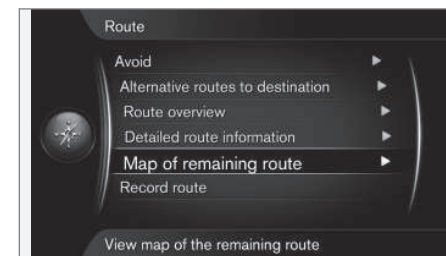 Route
Avoid
Alternative routes to destination
Route overview
Detailed route information
Map of remaining route
Record route
View map of the remaining route